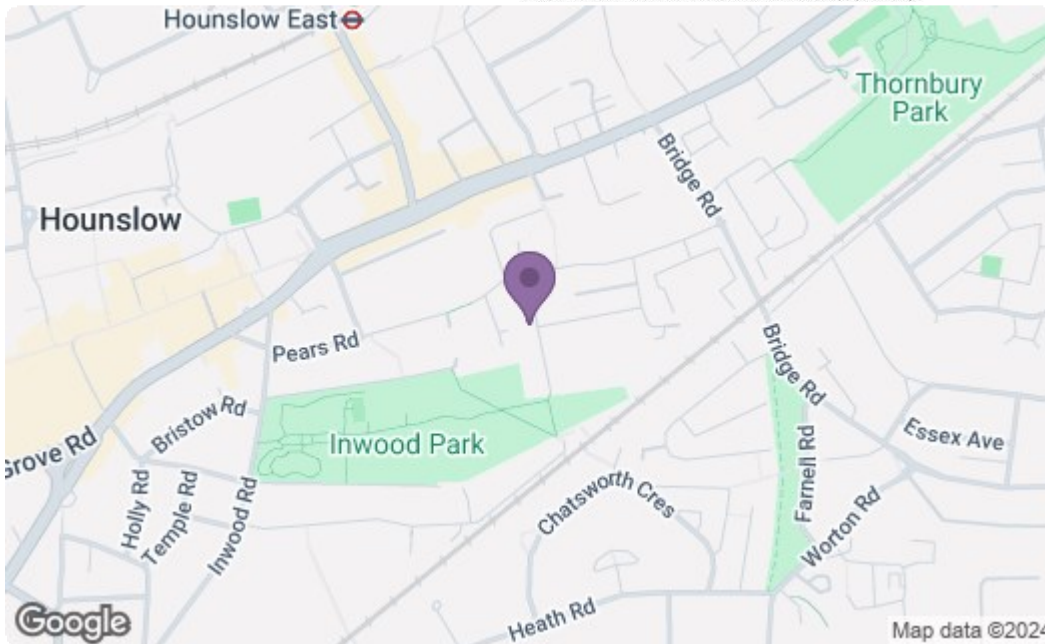 Hounslow East
Thornbury
Park
Bridge Rd
Hounslow
Pears Rd
Bridge Rd
Bristow Rd
Inwood Park
Essex Ave
Grove Rd
Farnell Rd
Holly Rd
Temple Rd
Inwood Rd
Chatsworth Cres
Worton Rd
Heath Rd
Google
Map data ©2024